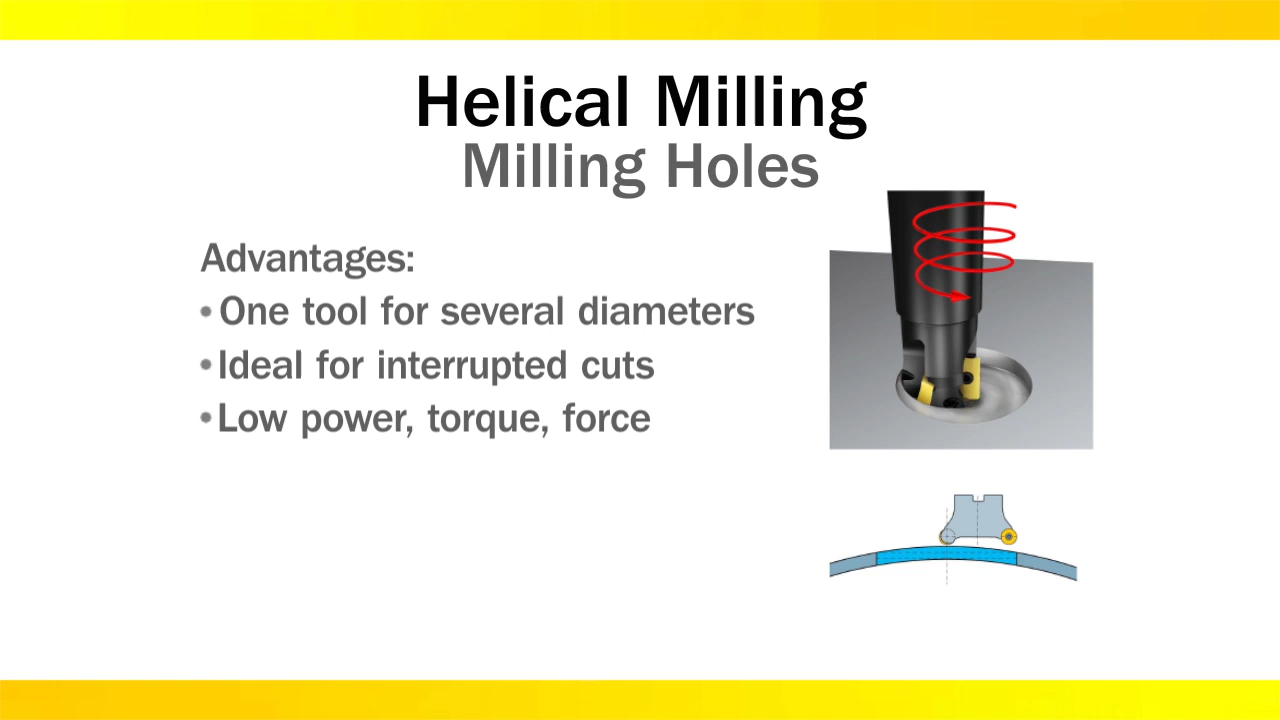 Helical Milling
Milling Holes
Advantages:
• One tool for several diameters
• Ideal for interrupted cuts
• Low power, torque, force